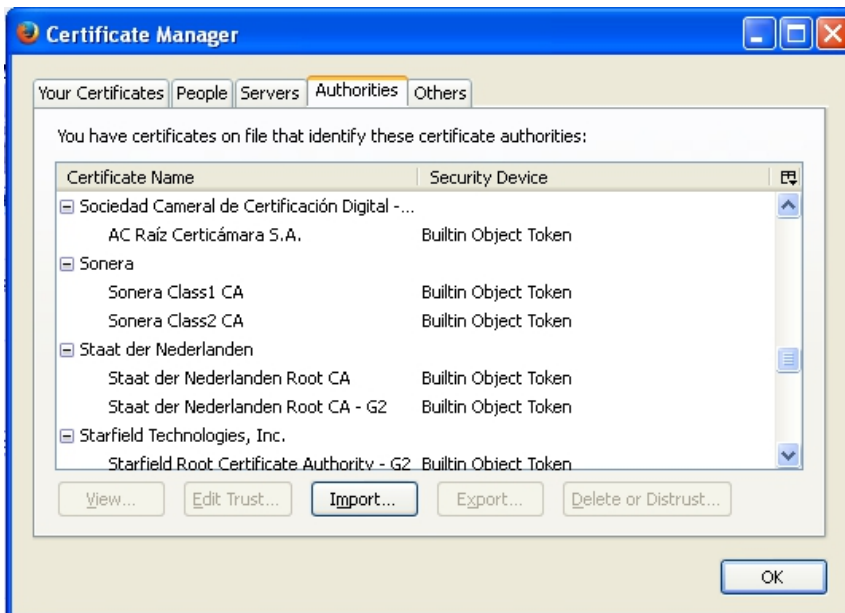 Certificate Manager
Your Certificates People Servers Authorities Others
You have certificates on file that identify these certificate authorities:
Certificate Name Security Device
Sociedad Cameral de Certificación Digital -...
AC Raíz Certicámara S.A. Builtin Object Token
Sonera
Sonera Class1 CA Builtin Object Token
Sonera Class2 CA Builtin Object Token
Staat der Nederlanden
Staat der Nederlanden Root CA Builtin Object Token
Staat der Nederlanden Root CA - G2 Builtin Object Token
Starfield Technologies, Inc.
Starfield Root Certificate Authority - G2 Builtin Object Token
View... Edit Trust... Import... Export... Delete or Distrust...
OK